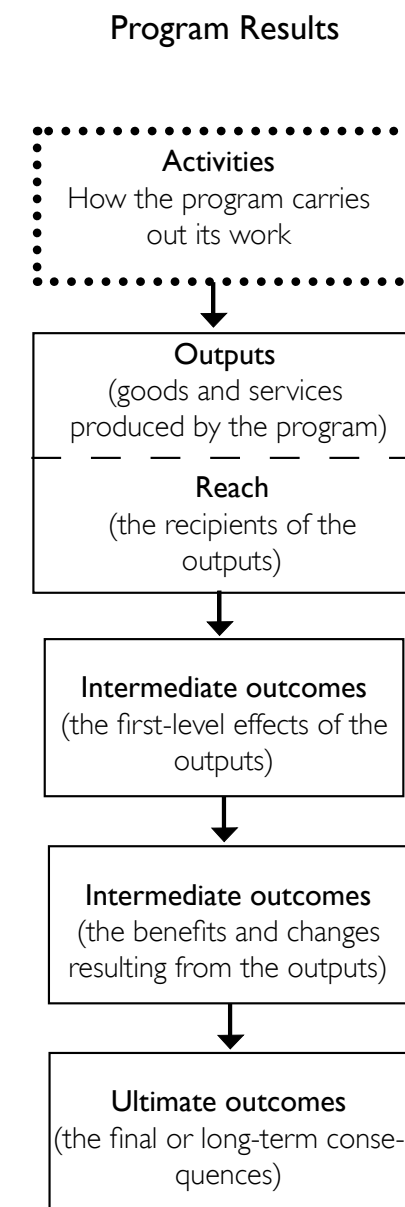 Program Results
Activities
How the program carries
out its work
Outputs
(goods and services
produced by the program)
Reach
(the recipients of the
outputs)
Intermediate outcomes
(the first-level effects of the
outputs)
Intermediate outcomes
(the benefits and changes
resulting from the outputs)
Ultimate outcomes
(the final or long-term conse-
quences)